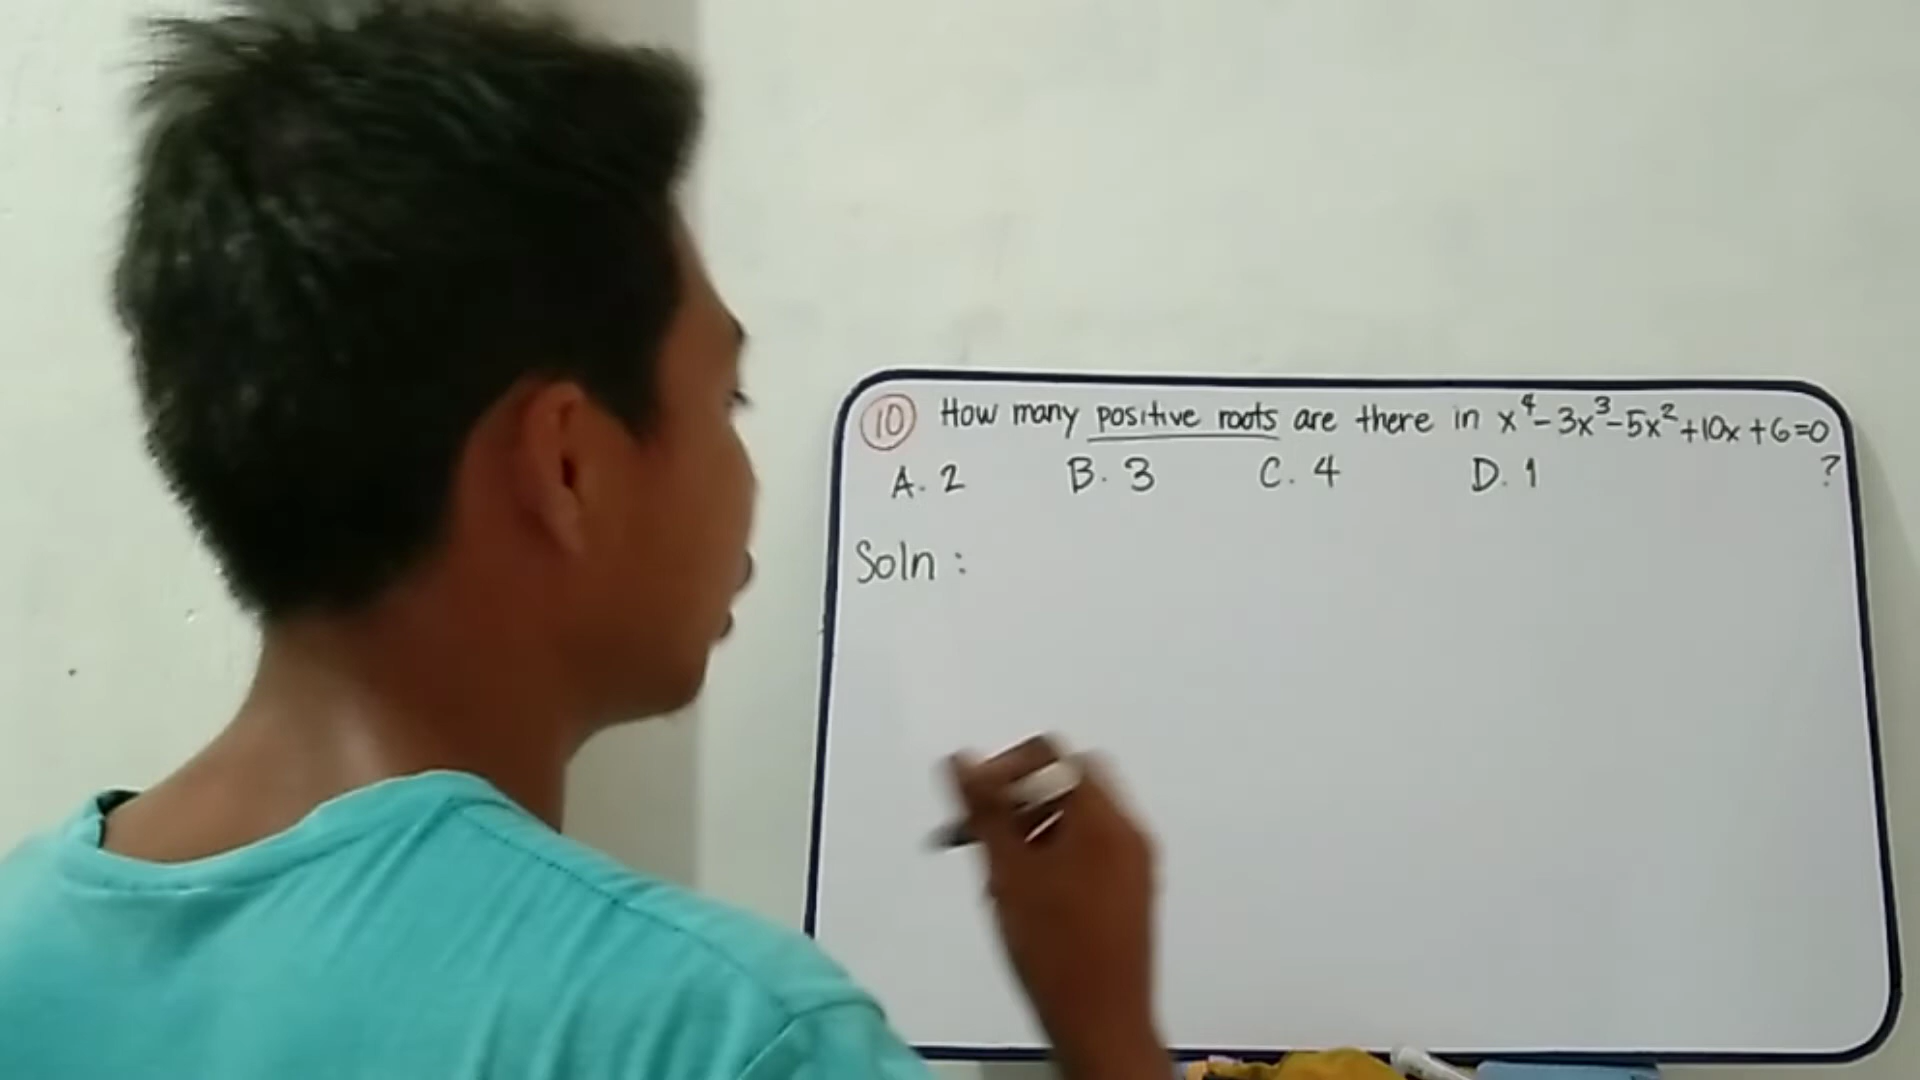 10 How many positive roots are there in x⁴-3x³-5x²+10x+6=0
A. 2 B. 3 C. 4 D. 1 ?
Soln :